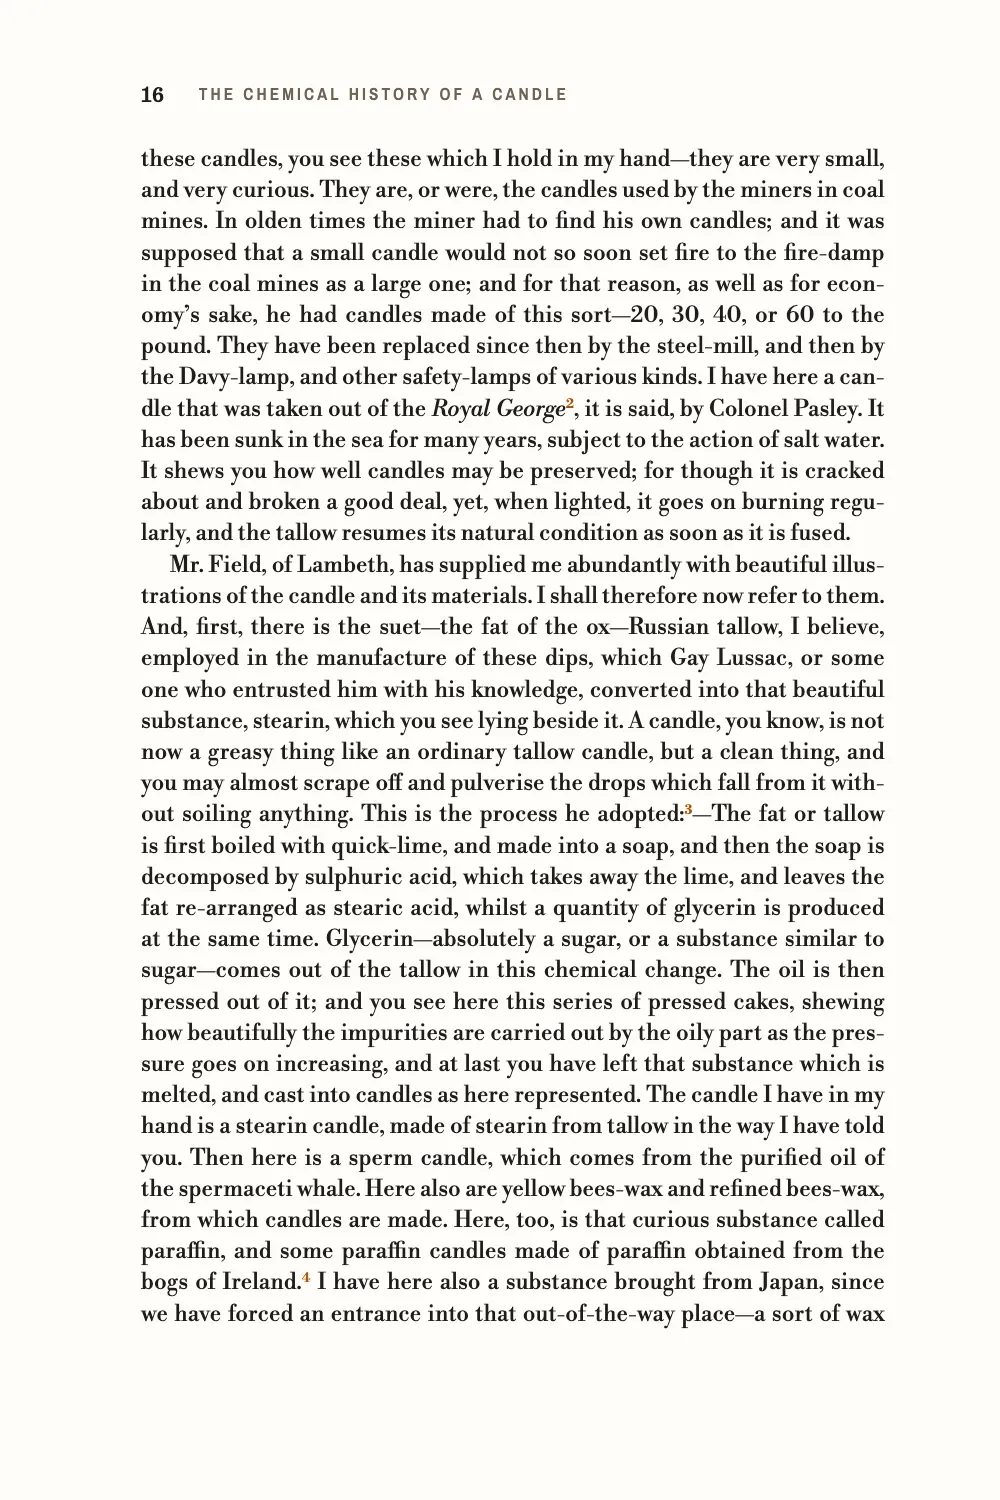 16 THE CHEMICAL HISTORY OF A CANDLE
these candles, you see these which I hold in my hand—they are very small,
and very curious. They are, or were, the candles used by the miners in coal
mines. In olden times the miner had to find his own candles; and it was
supposed that a small candle would not so soon set fire to the fire-damp
in the coal mines as a large one; and for that reason, as well as for econ-
omy’s sake, he had candles made of this sort—20, 30, 40, or 60 to the
pound. They have been replaced since then by the steel-mill, and then by
the Davy-lamp, and other safety-lamps of various kinds. I have here a can-
dle that was taken out of the Royal George², it is said, by Colonel Pasley. It
has been sunk in the sea for many years, subject to the action of salt water.
It shews you how well candles may be preserved; for though it is cracked
about and broken a good deal, yet, when lighted, it goes on burning regu-
larly, and the tallow resumes its natural condition as soon as it is fused.
Mr. Field, of Lambeth, has supplied me abundantly with beautiful illus-
trations of the candle and its materials. I shall therefore now refer to them.
And, first, there is the suet—the fat of the ox—Russian tallow, I believe,
employed in the manufacture of these dips, which Gay Lussac, or some
one who entrusted him with his knowledge, converted into that beautiful
substance, stearin, which you see lying beside it. A candle, you know, is not
now a greasy thing like an ordinary tallow candle, but a clean thing, and
you may almost scrape off and pulverise the drops which fall from it with-
out soiling anything. This is the process he adopted:³—The fat or tallow
is first boiled with quick-lime, and made into a soap, and then the soap is
decomposed by sulphuric acid, which takes away the lime, and leaves the
fat re-arranged as stearic acid, whilst a quantity of glycerin is produced
at the same time. Glycerin—absolutely a sugar, or a substance similar to
sugar—comes out of the tallow in this chemical change. The oil is then
pressed out of it; and you see here this series of pressed cakes, shewing
how beautifully the impurities are carried out by the oily part as the pres-
sure goes on increasing, and at last you have left that substance which is
melted, and cast into candles as here represented. The candle I have in my
hand is a stearin candle, made of stearin from tallow in the way I have told
you. Then here is a sperm candle, which comes from the purified oil of
the spermaceti whale. Here also are yellow bees-wax and refined bees-wax,
from which candles are made. Here, too, is that curious substance called
paraffin, and some paraffin candles made of paraffin obtained from the
bogs of Ireland.⁴ I have here also a substance brought from Japan, since
we have forced an entrance into that out-of-the-way place—a sort of wax